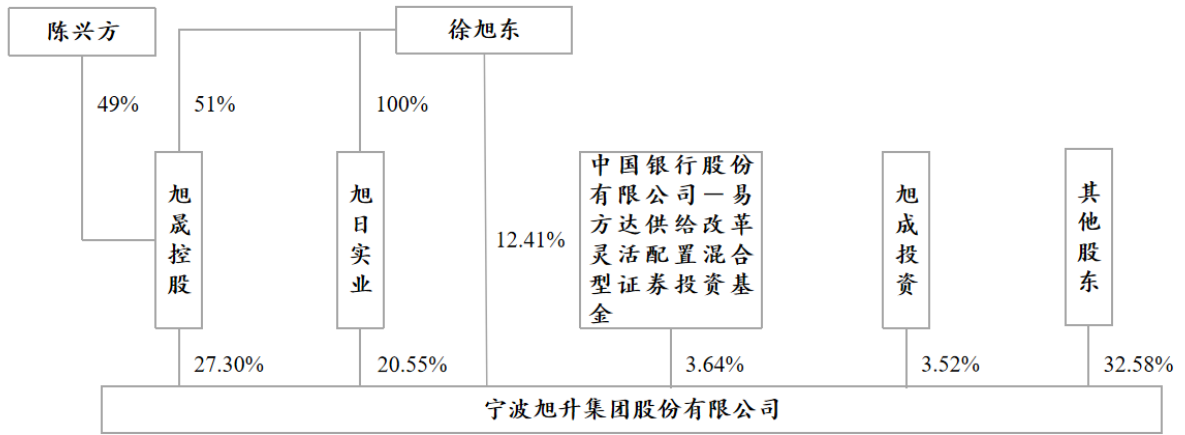 陈兴方
徐旭东
49%
51%
100%
旭晟控股
旭日实业
中国银行股份
有限公司－易
方达供给改革
灵活配置混合
型证券投资基
金
旭成投资
其他股东
12.41%
27.30%
20.55%
3.64%
3.52%
32.58%
宁波旭升集团股份有限公司